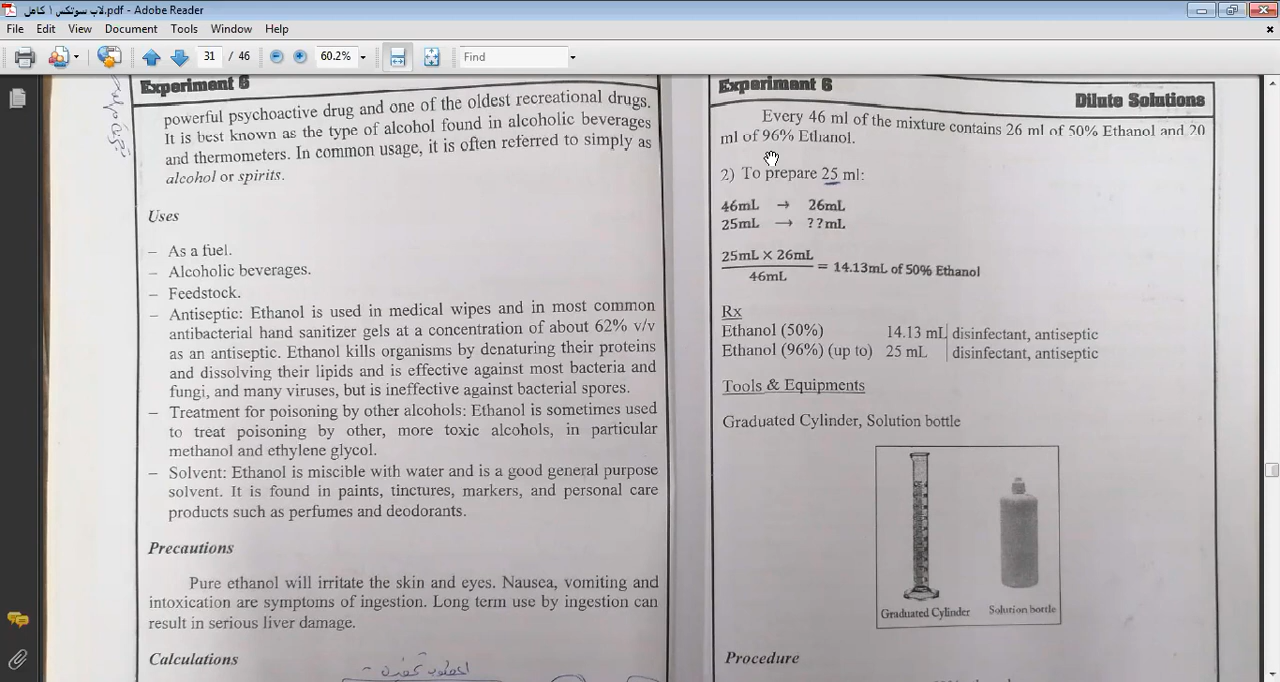 لاب سوتكس ١ كامل.pdf - Adobe Reader
File Edit View Document Tools Window Help
31 / 46 60.2% Find
Experiment 6
powerful psychoactive drug and one of the oldest recreational drugs.
It is best known as the type of alcohol found in alcoholic beverages
and thermometers. In common usage, it is often referred to simply as
alcohol or spirits.
Uses
– As a fuel.
– Alcoholic beverages.
– Feedstock.
– Antiseptic: Ethanol is used in medical wipes and in most common
antibacterial hand sanitizer gels at a concentration of about 62% v/v
as an antiseptic. Ethanol kills organisms by denaturing their proteins
and dissolving their lipids and is effective against most bacteria and
fungi, and many viruses, but is ineffective against bacterial spores.
– Treatment for poisoning by other alcohols: Ethanol is sometimes used
to treat poisoning by other, more toxic alcohols, in particular
methanol and ethylene glycol.
– Solvent: Ethanol is miscible with water and is a good general purpose
solvent. It is found in paints, tinctures, markers, and personal care
products such as perfumes and deodorants.
Precautions
Pure ethanol will irritate the skin and eyes. Nausea, vomiting and
intoxication are symptoms of ingestion. Long term use by ingestion can
result in serious liver damage.
Calculations
Experiment 6
Dilute Solutions
Every 46 ml of the mixture contains 26 ml of 50% Ethanol and 20
ml of 96% Ethanol.
2) To prepare 25 ml:
46mL → 26mL
25mL → ??mL
25mL X 26mL
46mL
= 14.13mL of 50% Ethanol
Rx
Ethanol (50%) 14.13 mL disinfectant, antiseptic
Ethanol (96%) (up to) 25 mL disinfectant, antiseptic
Tools & Equipments
Graduated Cylinder, Solution bottle
Graduated Cylinder Solution bottle
Procedure